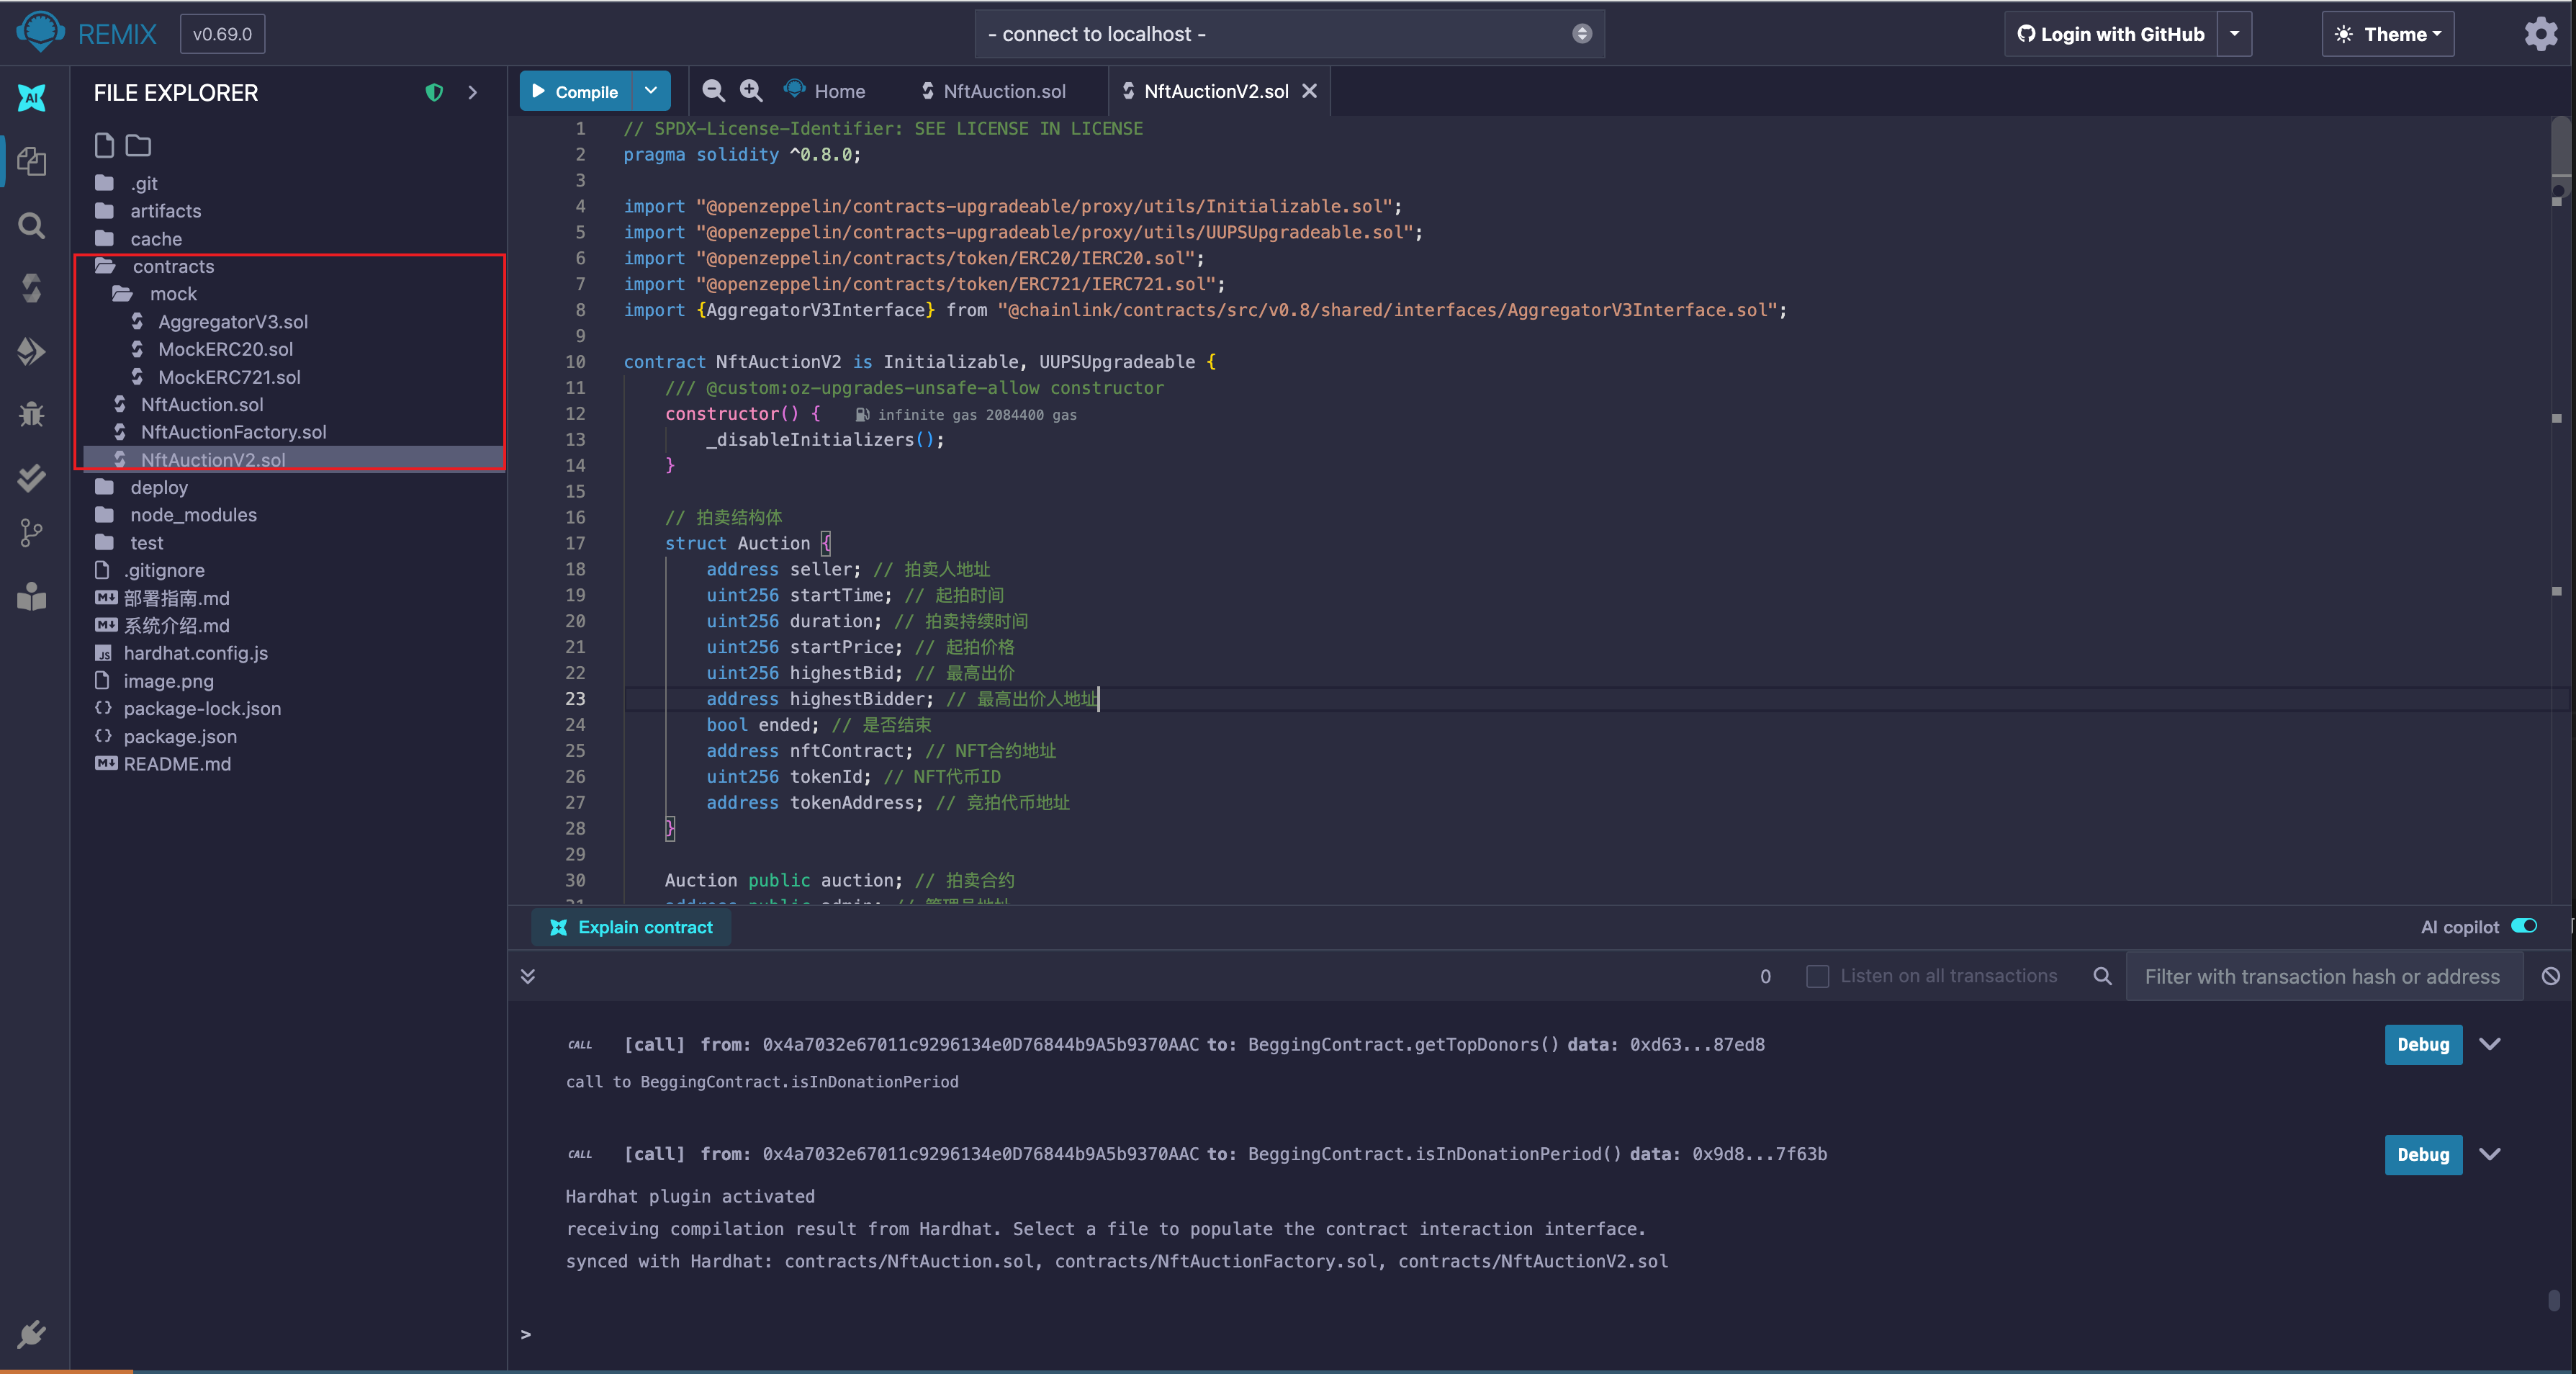 REMIX
v0.69.0
- connect to localhost -
Login with GitHub
Theme
AI
FILE EXPLORER
.git
artifacts
cache
contracts
mock
AggregatorV3.sol
MockERC20.sol
MockERC721.sol
NftAuction.sol
NftAuctionFactory.sol
NftAuctionV2.sol
deploy
node_modules
test
.gitignore
部署指南.md
系统介绍.md
JS hardhat.config.js
image.png
{} package-lock.json
{} package.json
README.md
Compile
Home
NftAuction.sol
NftAuctionV2.sol
1 // SPDX-License-Identifier: SEE LICENSE IN LICENSE
2 pragma solidity ^0.8.0;
3
4 import "@openzeppelin/contracts-upgradeable/proxy/utils/Initializable.sol";
5 import "@openzeppelin/contracts-upgradeable/proxy/utils/UUPSUpgradeable.sol";
6 import "@openzeppelin/contracts/token/ERC20/IERC20.sol";
7 import "@openzeppelin/contracts/token/ERC721/IERC721.sol";
8 import {AggregatorV3Interface} from "@chainlink/contracts/src/v0.8/shared/interfaces/AggregatorV3Interface.sol";
9
10 contract NftAuctionV2 is Initializable, UUPSUpgradeable {
11 /// @custom:oz-upgrades-unsafe-allow constructor
12 constructor() { infinite gas 2084400 gas
13 _disableInitializers();
14 }
15
16 // 拍卖结构体
17 struct Auction {
18 address seller; // 拍卖人地址
19 uint256 startTime; // 起拍时间
20 uint256 duration; // 拍卖持续时间
21 uint256 startPrice; // 起拍价格
22 uint256 highestBid; // 最高出价
23 address highestBidder; // 最高出价人地址
24 bool ended; // 是否结束
25 address nftContract; // NFT合约地址
26 uint256 tokenId; // NFT代币ID
27 address tokenAddress; // 竞拍代币地址
28 }
29
30 Auction public auction; // 拍卖合约
31 address public admin; // 管理员地址
Explain contract
AI copilot
0
Listen on all transactions
Filter with transaction hash or address
CALL [call] from: 0x4a7032e67011c9296134e0D76844b9A5b9370AAC to: BeggingContract.getTopDonors() data: 0xd63...87ed8
Debug
call to BeggingContract.isInDonationPeriod
CALL [call] from: 0x4a7032e67011c9296134e0D76844b9A5b9370AAC to: BeggingContract.isInDonationPeriod() data: 0x9d8...7f63b
Debug
Hardhat plugin activated
receiving compilation result from Hardhat. Select a file to populate the contract interaction interface.
synced with Hardhat: contracts/NftAuction.sol, contracts/NftAuctionFactory.sol, contracts/NftAuctionV2.sol
>